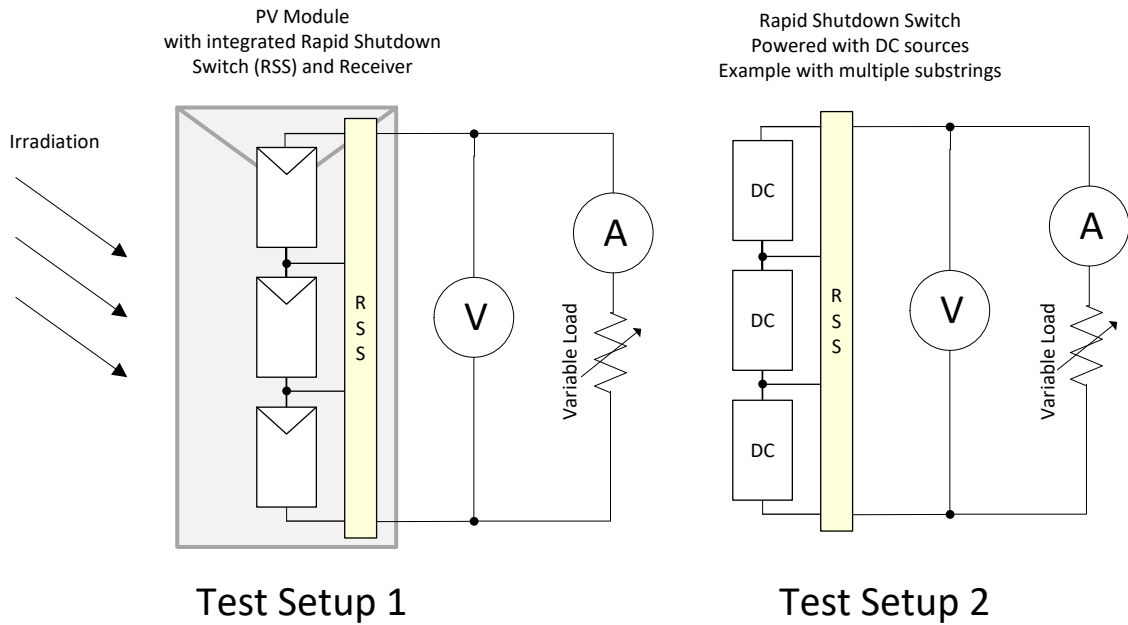 PV Module
with integrated Rapid Shutdown
Switch (RSS) and Receiver
Irradiation
R
S
S
V
A
Variable Load
Test Setup 1
Rapid Shutdown Switch
Powered with DC sources
Example with multiple substrings
DC
DC
DC
R
S
S
V
A
Variable Load
Test Setup 2